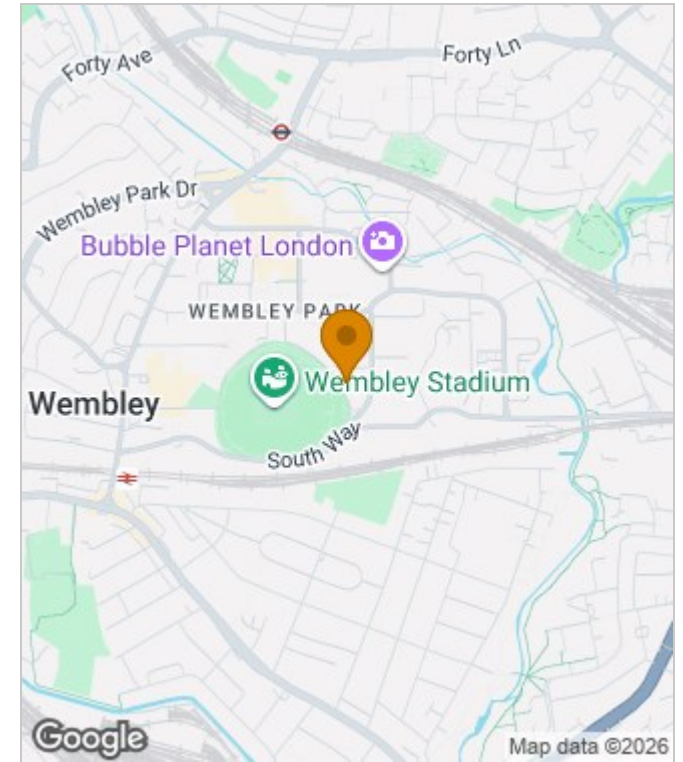 Forty Ave
Forty Ln
Wembley Park Dr
Bubble Planet London
WEMBLEY PARK
Wembley Stadium
Wembley
South Way
Google
Map data ©2026